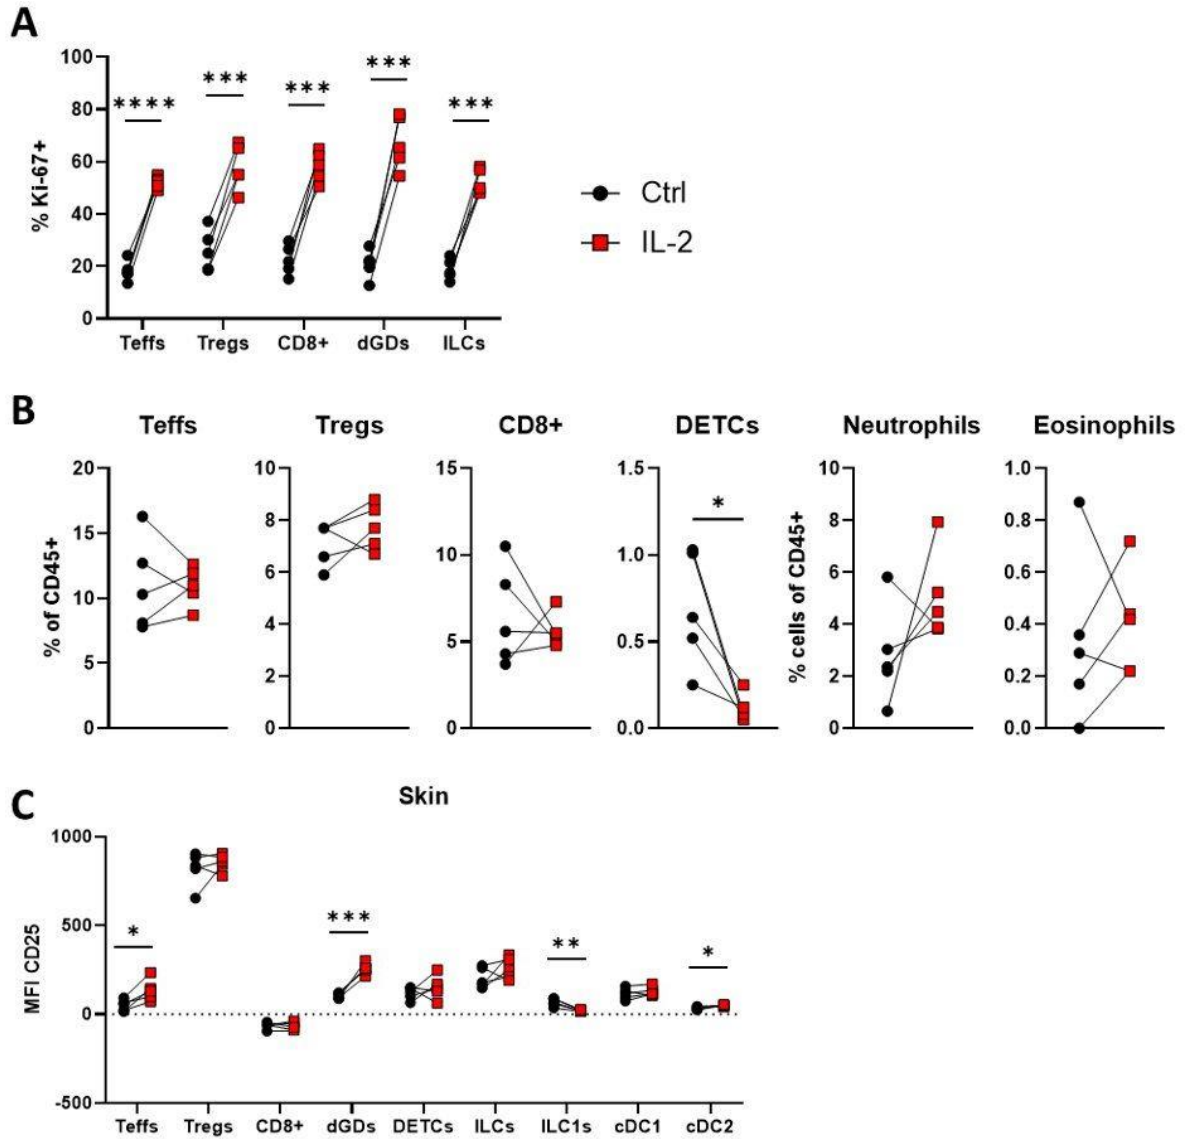 A
% Ki-67+
100
80
60
40
20
0
**** *** *** *** ***
Teffs Tregs CD8+ dGDs ILCs
Ctrl
IL-2
B
Teffs Tregs CD8+ DETCs Neutrophils Eosinophils
% of CD45+
20
15
10
5
0
10
8
6
4
2
0
15
10
5
0
1.5
1.0
0.5
0.0
*
% cells of CD45+
10
8
6
4
2
0
1.0
0.8
0.6
0.4
0.2
0.0
C
Skin
MFI CD25
1000
500
0
-500
* *** ** *
Teffs Tregs CD8+ dGDs DETCs ILCs ILC1s cDC1 cDC2